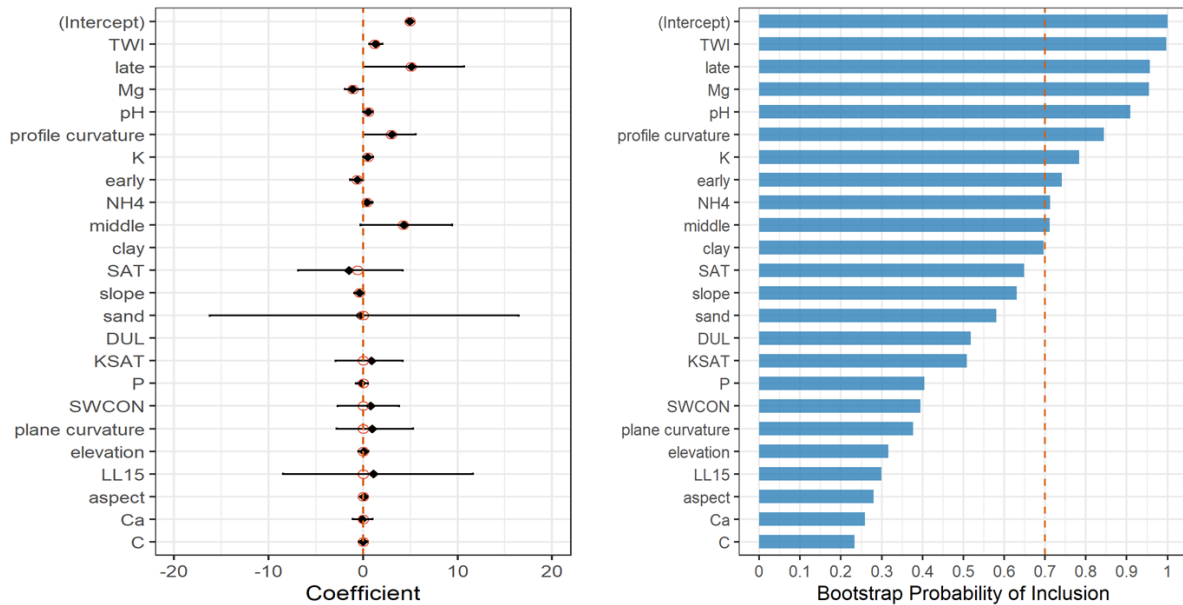 (Intercept)
TWI
late
Mg
pH
profile curvature
K
early
NH4
middle
clay
SAT
slope
sand
DUL
KSAT
P
SWCON
plane curvature
elevation
LL15
aspect
Ca
C
-20 -10 0 10 20
Coefficient
(Intercept)
TWI
late
Mg
pH
profile curvature
K
early
NH4
middle
clay
SAT
slope
sand
DUL
KSAT
P
SWCON
plane curvature
elevation
LL15
aspect
Ca
C
0 0.1 0.2 0.3 0.4 0.5 0.6 0.7 0.8 0.9 1
Bootstrap Probability of Inclusion